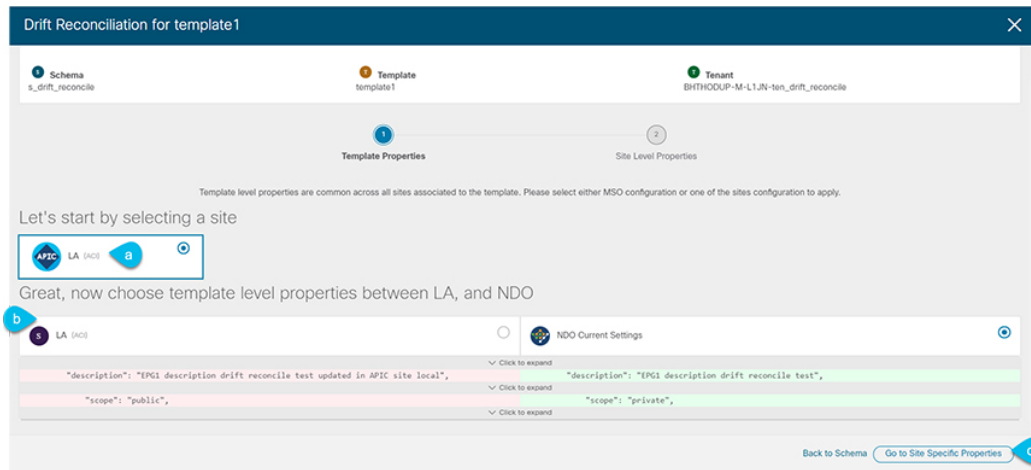 Drift Reconciliation for template1
S Schema
s_drift_reconcile
T Template
template1
T Tenant
BHTHODUP-M-L1JN-ten_drift_reconcile
1
Template Properties
2
Site Level Properties
Template level properties are common across all sites associated to the template. Please select either MSO configuration or one of the sites configuration to apply.
Let's start by selecting a site
APIC LA (ACI) a
Great, now choose template level properties between LA, and NDO
b
S LA (ACI)
NDO Current Settings
Click to expand
"description": "EPG1 description drift reconcile test updated in APIC site local", "description": "EPG1 description drift reconcile test",
Click to expand
"scope": "public", "scope": "private",
Click to expand
Back to Schema Go to Site Specific Properties